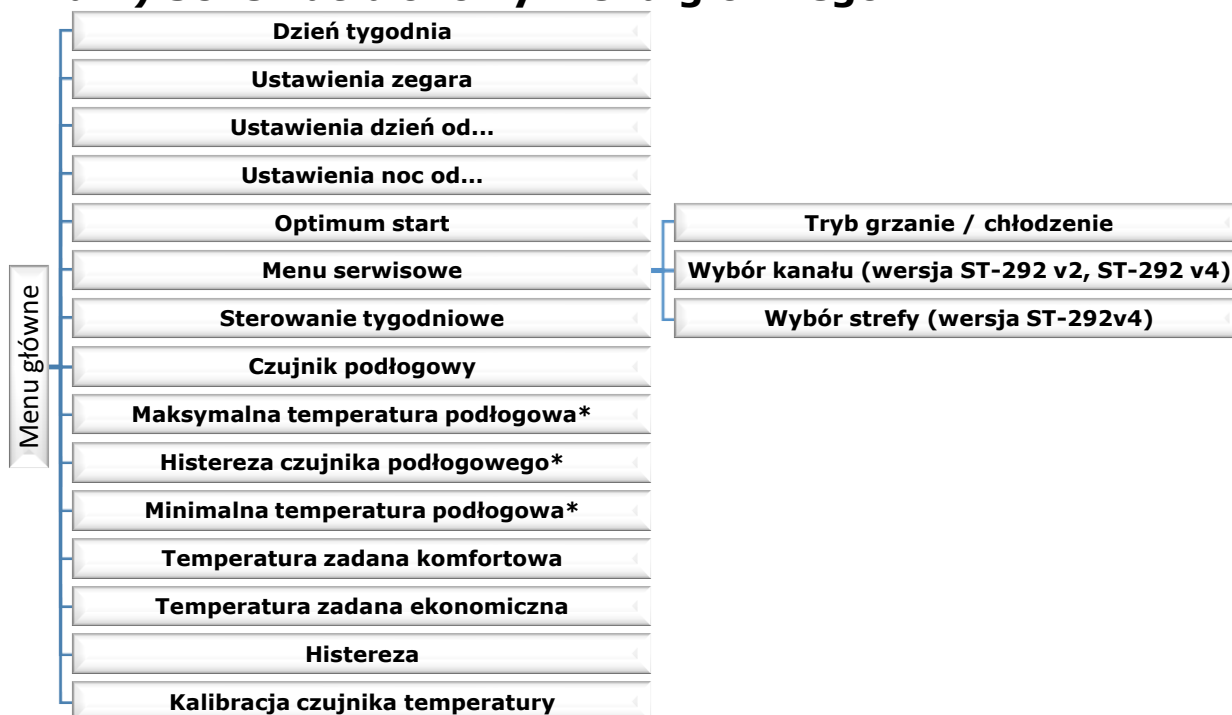 Dzień tygodnia
Ustawienia zegara
Ustawienia dzień od...
Ustawienia noc od...
Optimum start
Menu serwisowe
Sterowanie tygodniowe
Czujnik podłogowy
Maksymalna temperatura podłogowa*
Histereza czujnika podłogowego*
Minimalna temperatura podłogowa*
Temperatura zadana komfortowa
Temperatura zadana ekonomiczna
Histereza
Kalibracja czujnika temperatury
Menu główne
Tryb grzanie / chłodzenie
Wybór kanału (wersja ST-292 v2, ST-292 v4)
Wybór strefy (wersja ST-292v4)